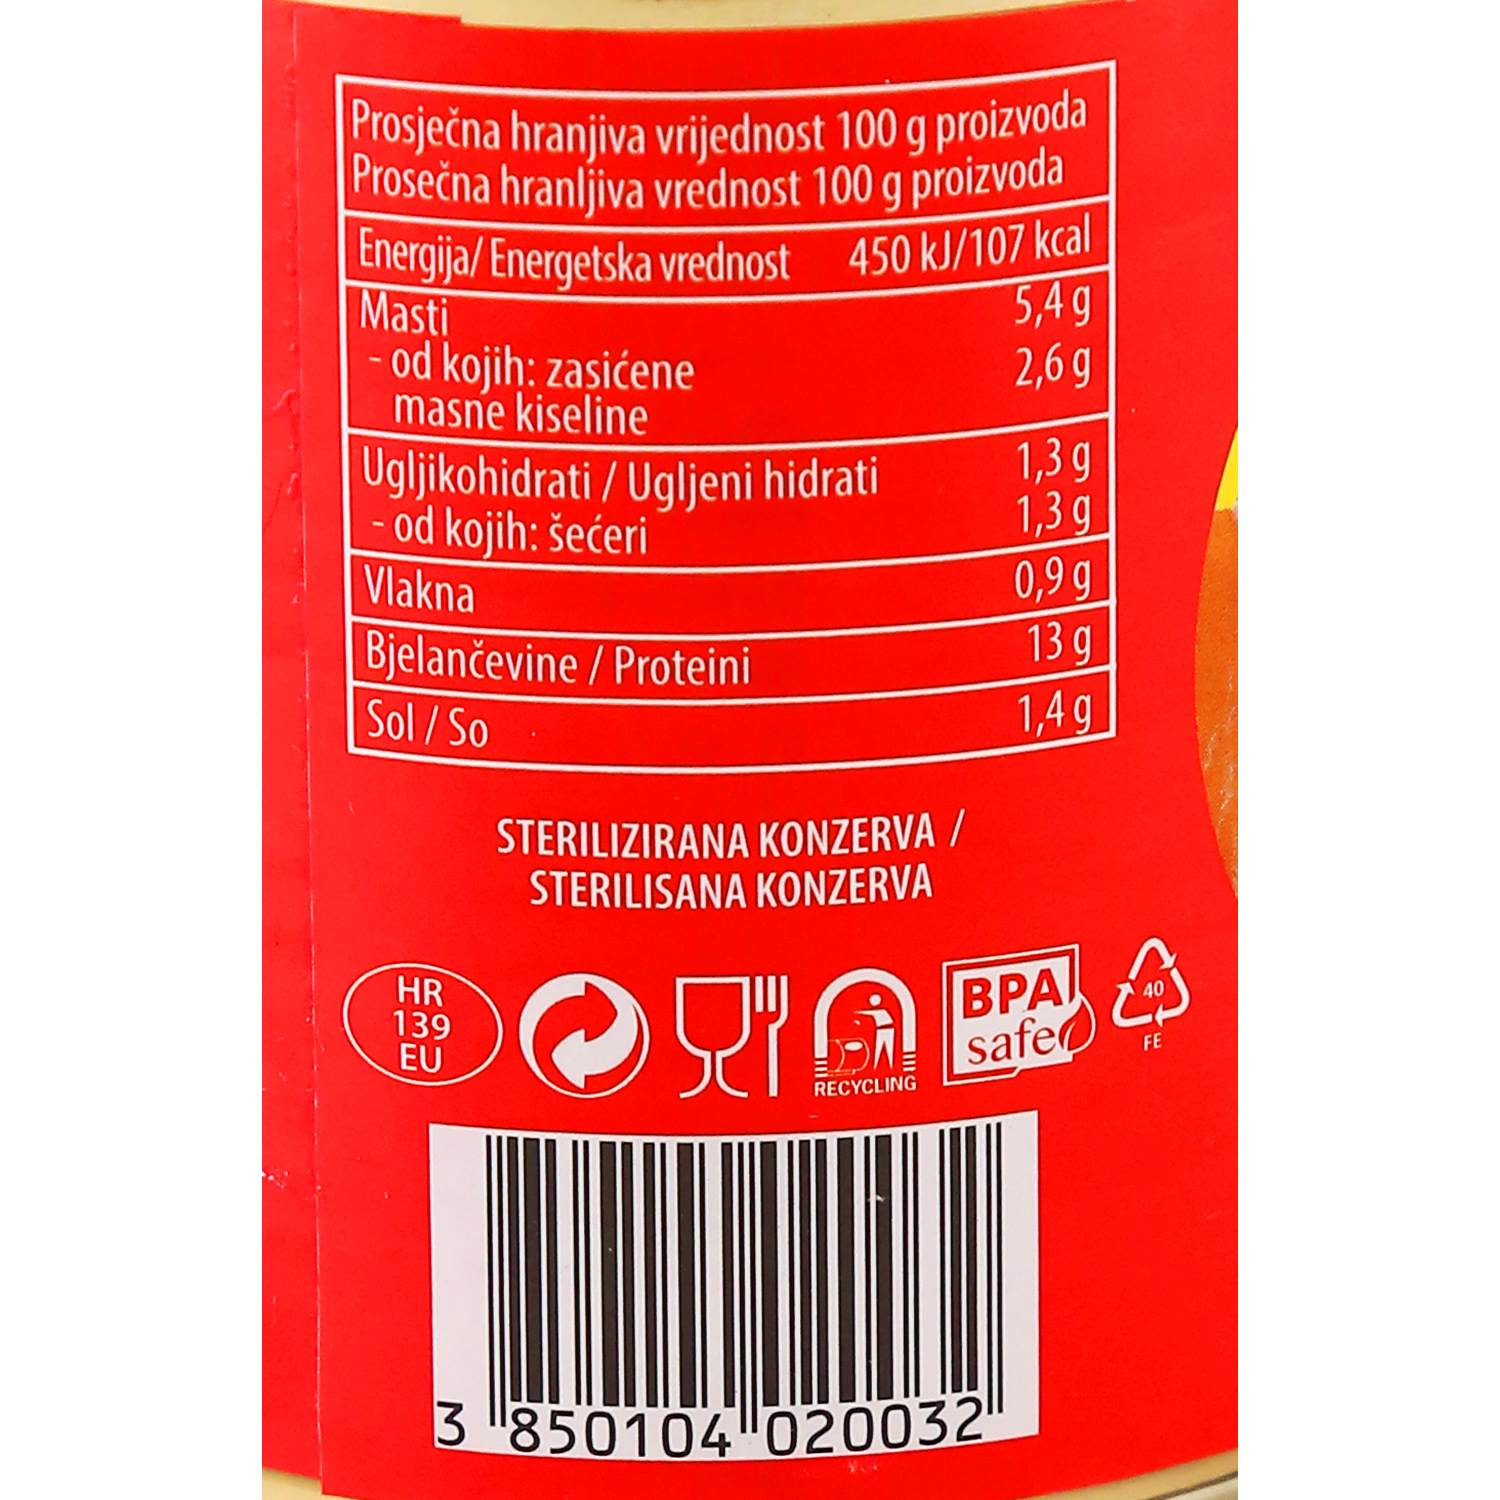 Prosječna hranjiva vrijednost 100 g proizvoda
Prosečna hranljiva vrednost 100 g proizvoda
Energija/ Energetska vrednost 450 kJ/107 kcal
Masti 5,4 g
- od kojih: zasićene 2,6 g
masne kiseline
Ugljikohidrati / Ugljeni hidrati 1,3 g
- od kojih: šećeri 1,3 g
Vlakna 0,9 g
Bjelančevine / Proteini 13 g
Sol / So 1,4 g
STERILIZIRANA KONZERVA /
STERILISANA KONZERVA
HR
139
EU
RECYCLING
BPA
safe
40
FE
3 850104 020032